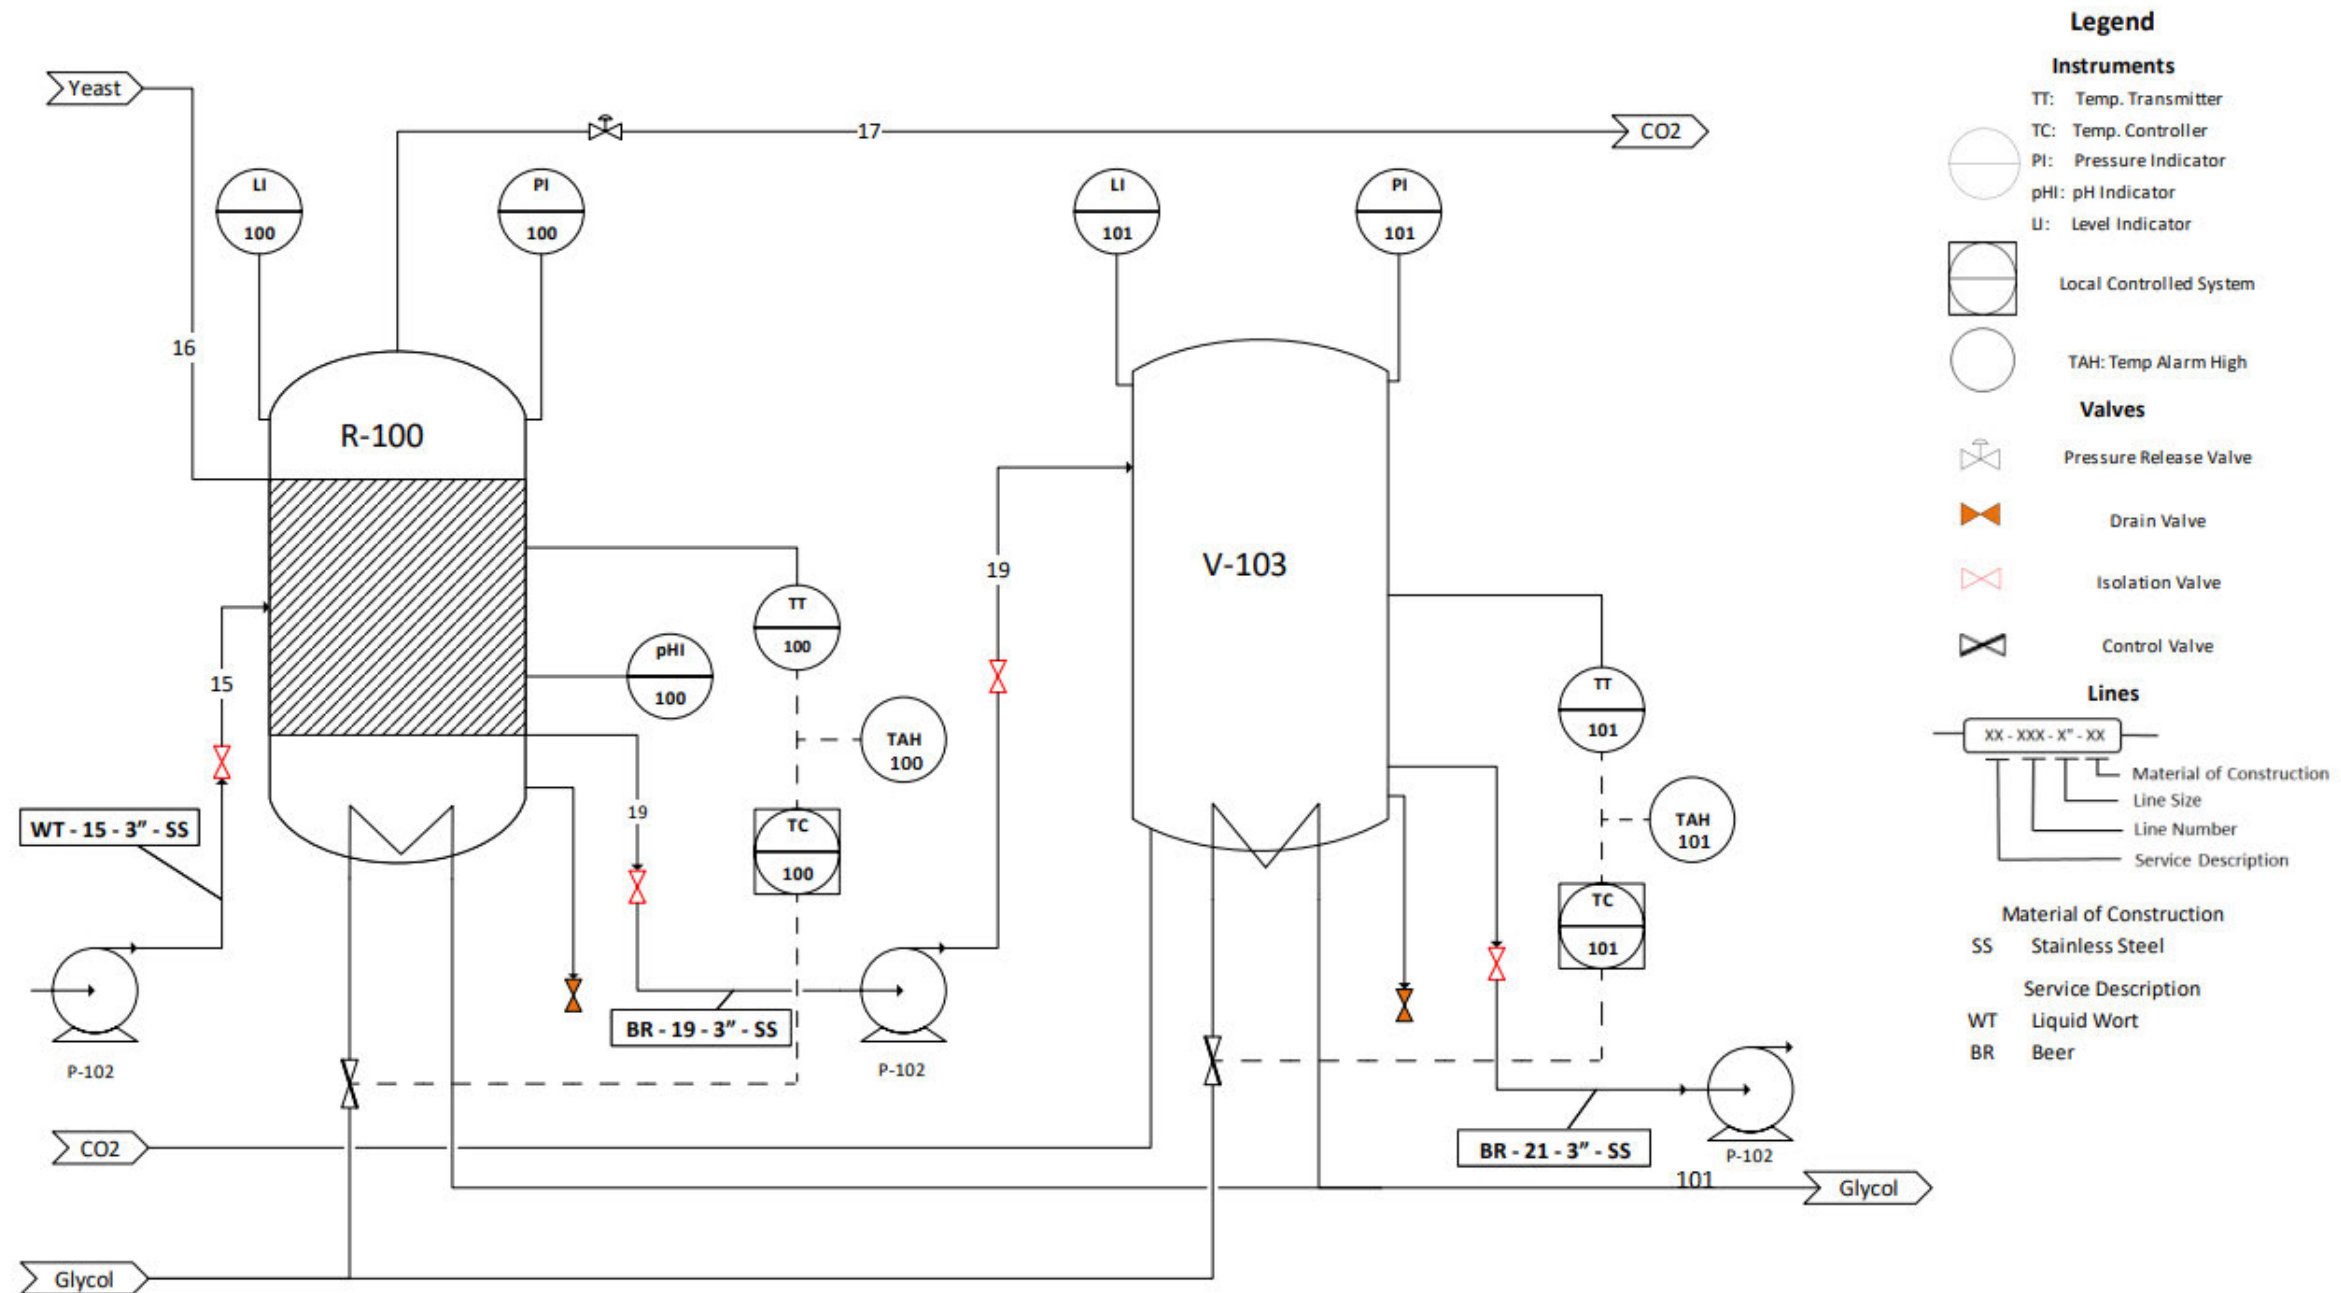 Yeast
17
CO2
LI
100
PI
100
LI
101
PI
101
16
R-100
V-103
19
TT
100
pHI
100
15
TT
101
TAH
100
19
TC
100
TAH
101
WT - 15 - 3” - SS
TC
101
BR - 19 - 3” - SS
P-102
P-102
CO2
BR - 21 - 3” - SS
P-102
101
Glycol
Glycol
Legend
Instruments
TT: Temp. Transmitter
TC: Temp. Controller
PI: Pressure Indicator
pHI: pH Indicator
LI: Level Indicator
Local Controlled System
TAH: Temp Alarm High
Valves
Pressure Release Valve
Drain Valve
Isolation Valve
Control Valve
Lines
XX - XXX - X" - XX
Material of Construction
Line Size
Line Number
Service Description
Material of Construction
SS Stainless Steel
Service Description
WT Liquid Wort
BR Beer